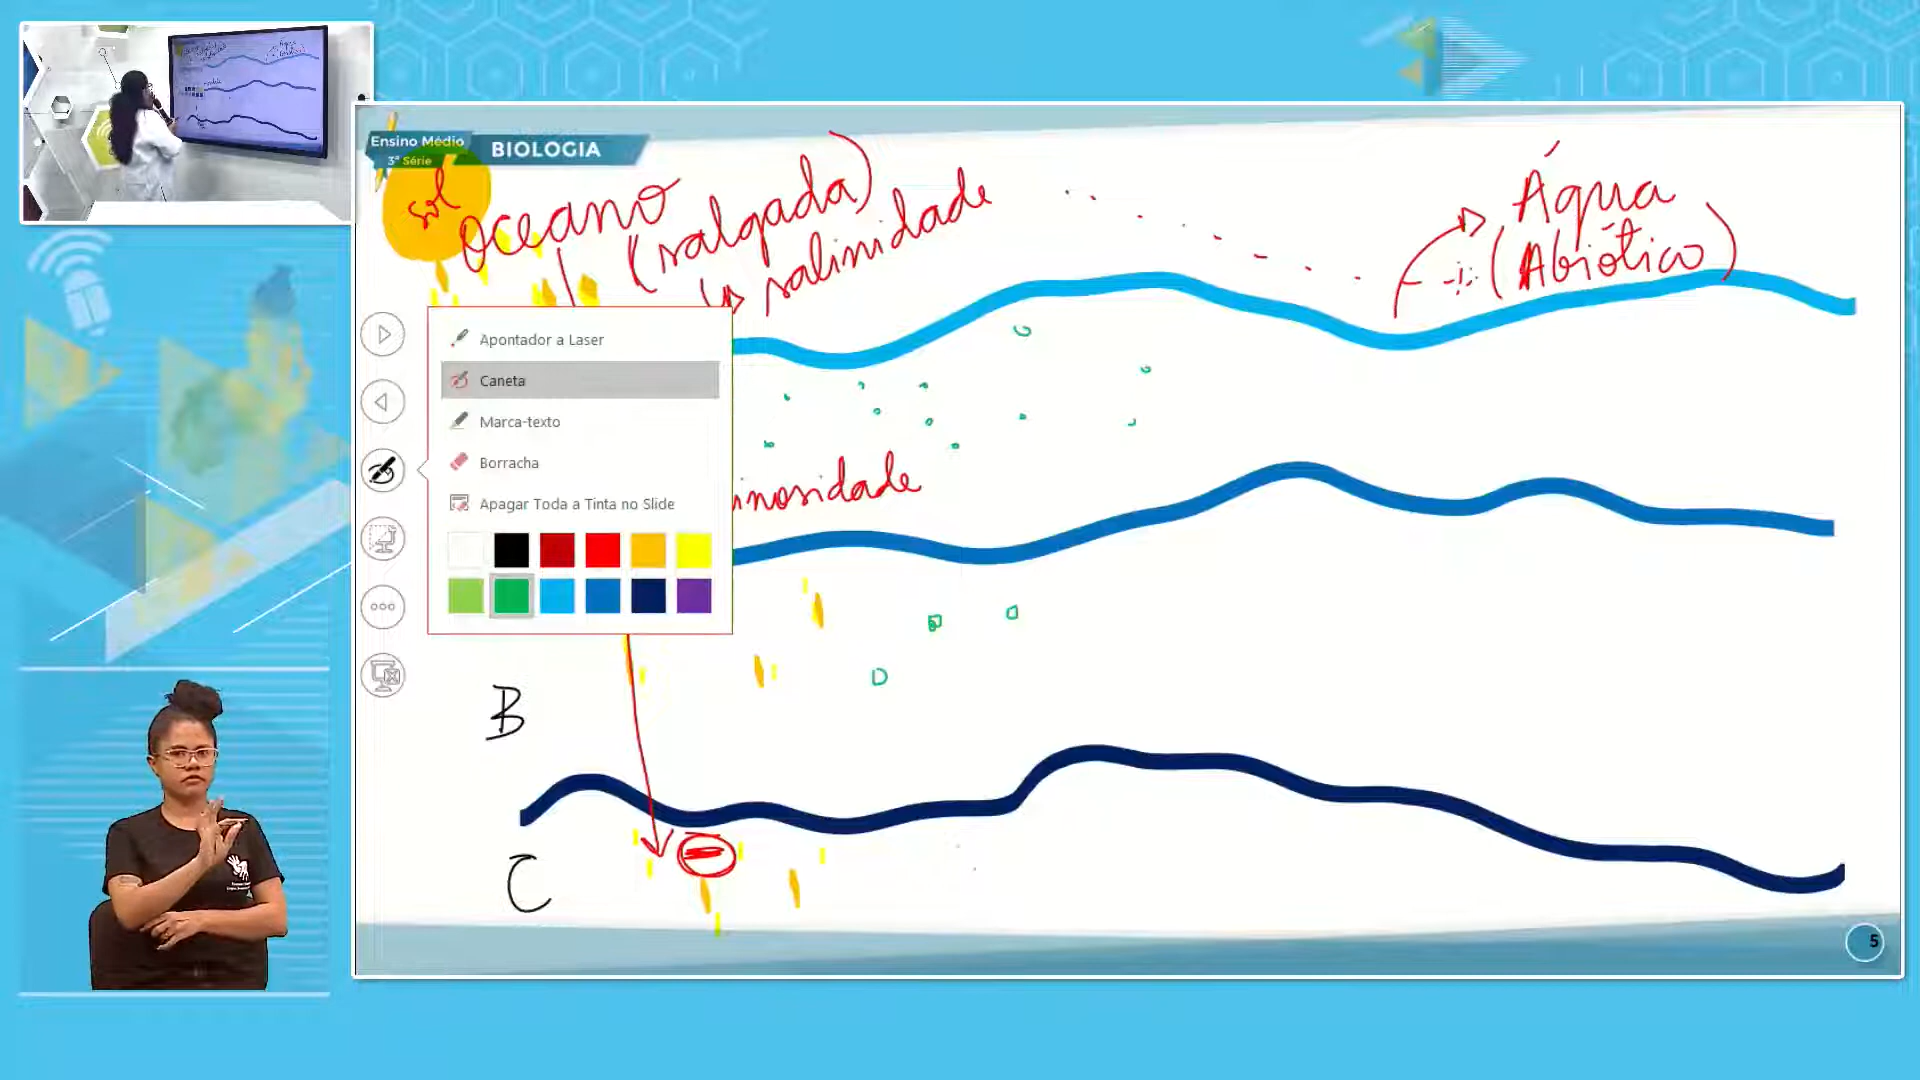 Ensino Médio
3ª Série
BIOLOGIA
sol
Oceano
(salgada)
↳ salinidade
Água
(Abiótico)
Apontador a Laser
Caneta
Marca-texto
Borracha
Apagar Toda a Tinta no Slide
inosidade
B
C
5